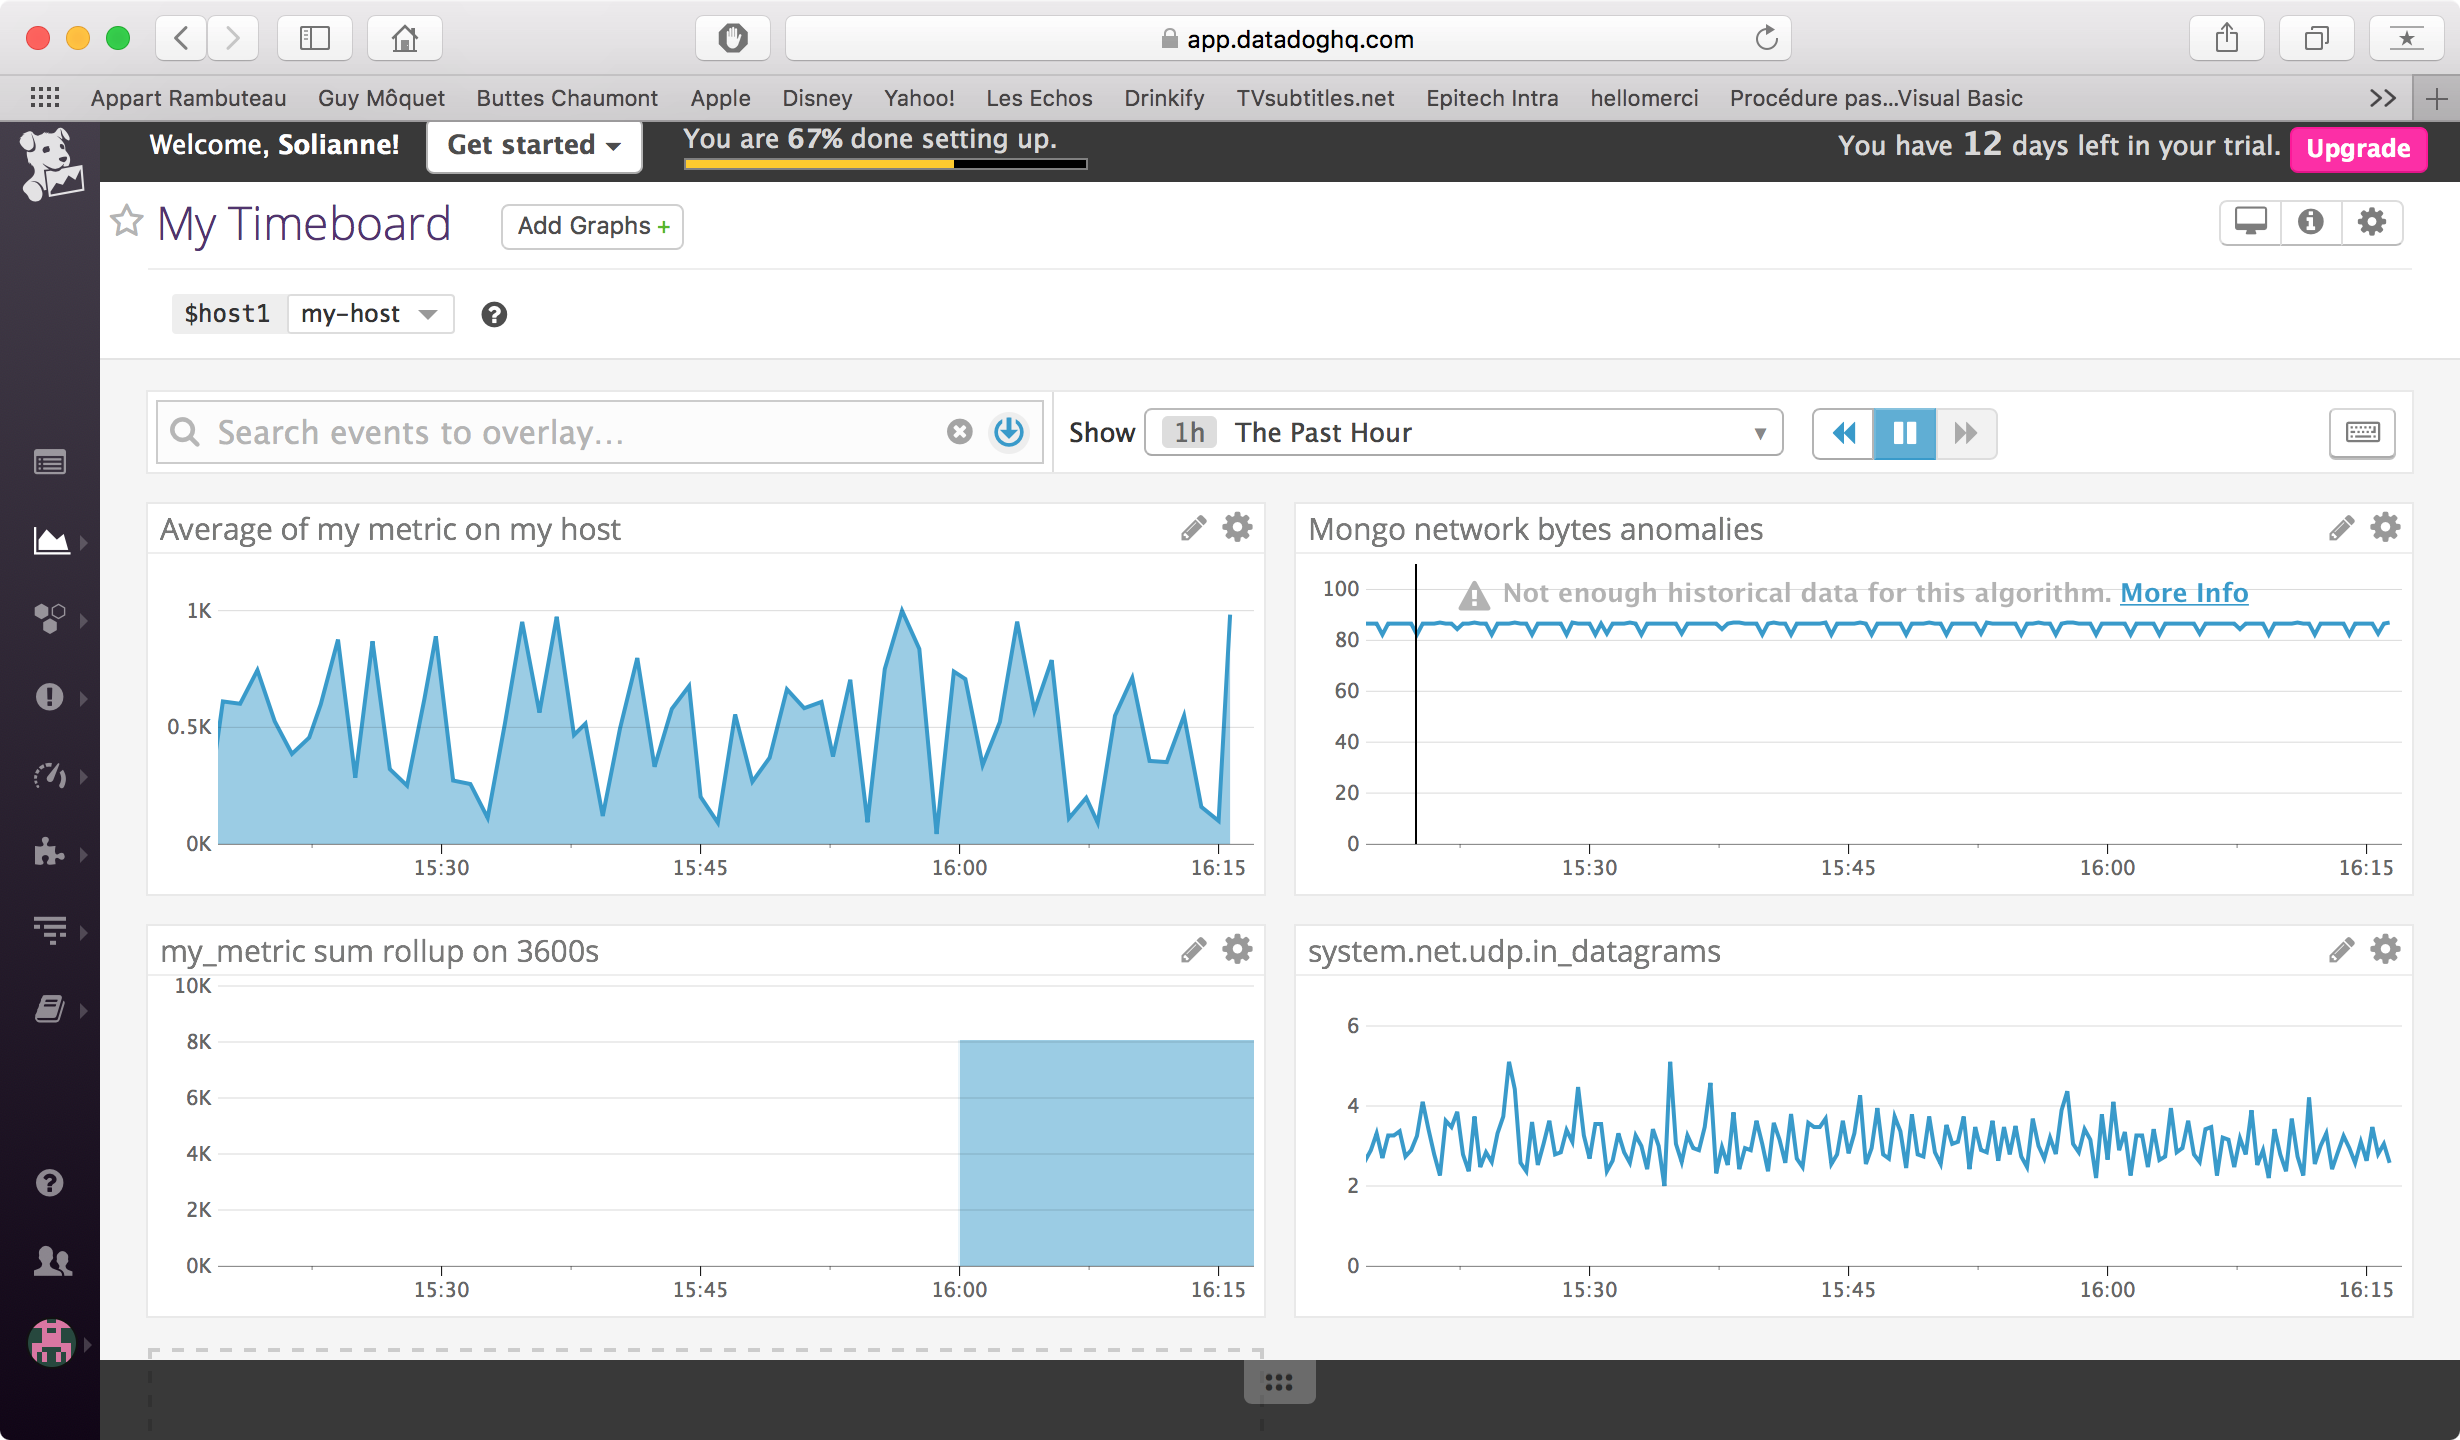 app.datadoghq.com
Appart Rambuteau Guy Môquet Buttes Chaumont Apple Disney Yahoo! Les Echos Drinkify TVsubtitles.net Epitech Intra hellomerci Procédure pas...Visual Basic
Welcome, Solianne! Get started You are 67% done setting up. You have 12 days left in your trial. Upgrade
My Timeboard Add Graphs +
$host1 my-host
Search events to overlay... Show 1h The Past Hour
Average of my metric on my host
1K
0.5K
0K
15:30 15:45 16:00 16:15
Mongo network bytes anomalies
Not enough historical data for this algorithm. More Info
100
80
60
40
20
0
15:30 15:45 16:00 16:15
my_metric sum rollup on 3600s
10K
8K
6K
4K
2K
0K
15:30 15:45 16:00 16:15
system.net.udp.in_datagrams
6
4
2
0
15:30 15:45 16:00 16:15